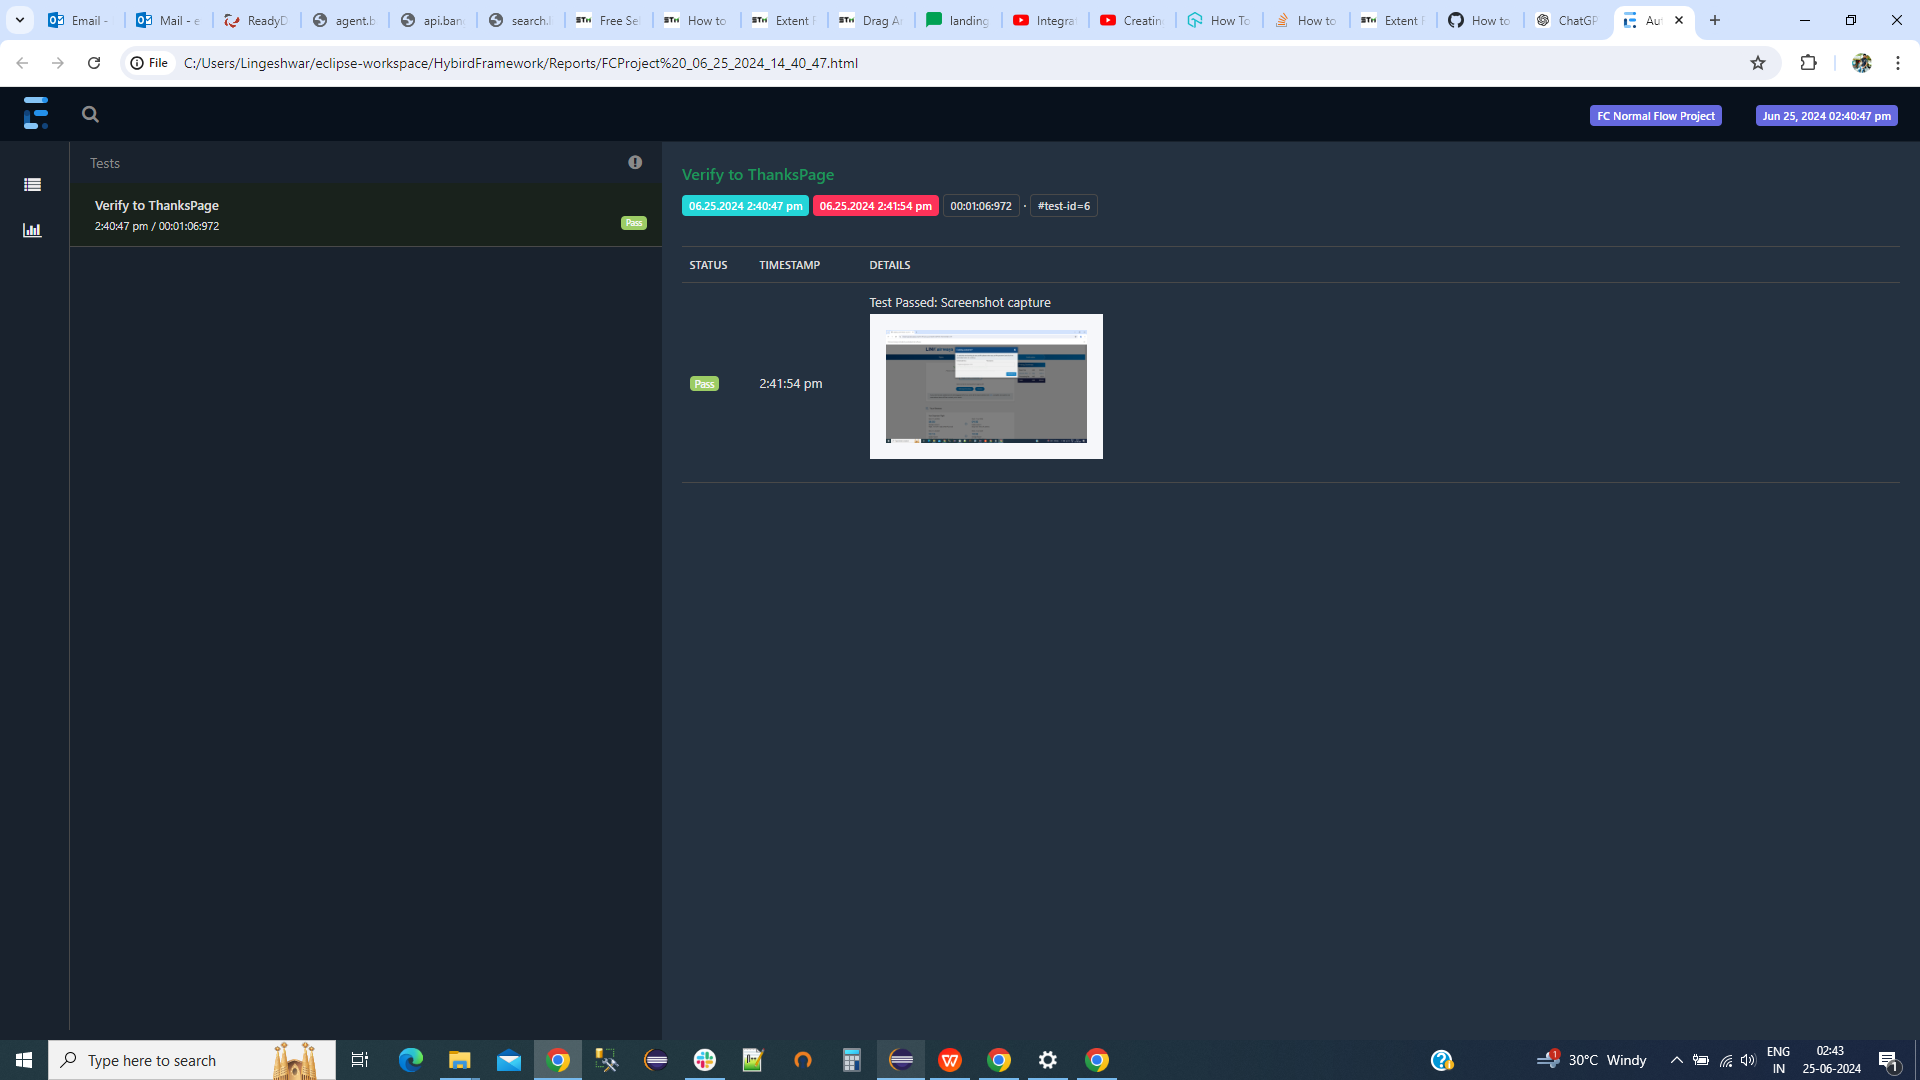 Email -
Mail - e
ReadyD
agent.b
api.ban
search.l
Free Se
How to
Extent F
Drag Ar
landing
Integrat
Creatin
How To
How to
Extent F
How to
ChatGP
Aut
File
C:/Users/Lingeshwar/eclipse-workspace/HybirdFramework/Reports/FCProject%20_06_25_2024_14_40_47.html
FC Normal Flow Project
Jun 25, 2024 02:40:47 pm
Tests
Verify to ThanksPage
2:40:47 pm / 00:01:06:972
Pass
Verify to ThanksPage
06.25.2024 2:40:47 pm
06.25.2024 2:41:54 pm
00:01:06:972
· #test-id=6
STATUS TIMESTAMP DETAILS
Test Passed: Screenshot capture
Pass 2:41:54 pm
Type here to search
30°C Windy
ENG
IN
02:43
25-06-2024